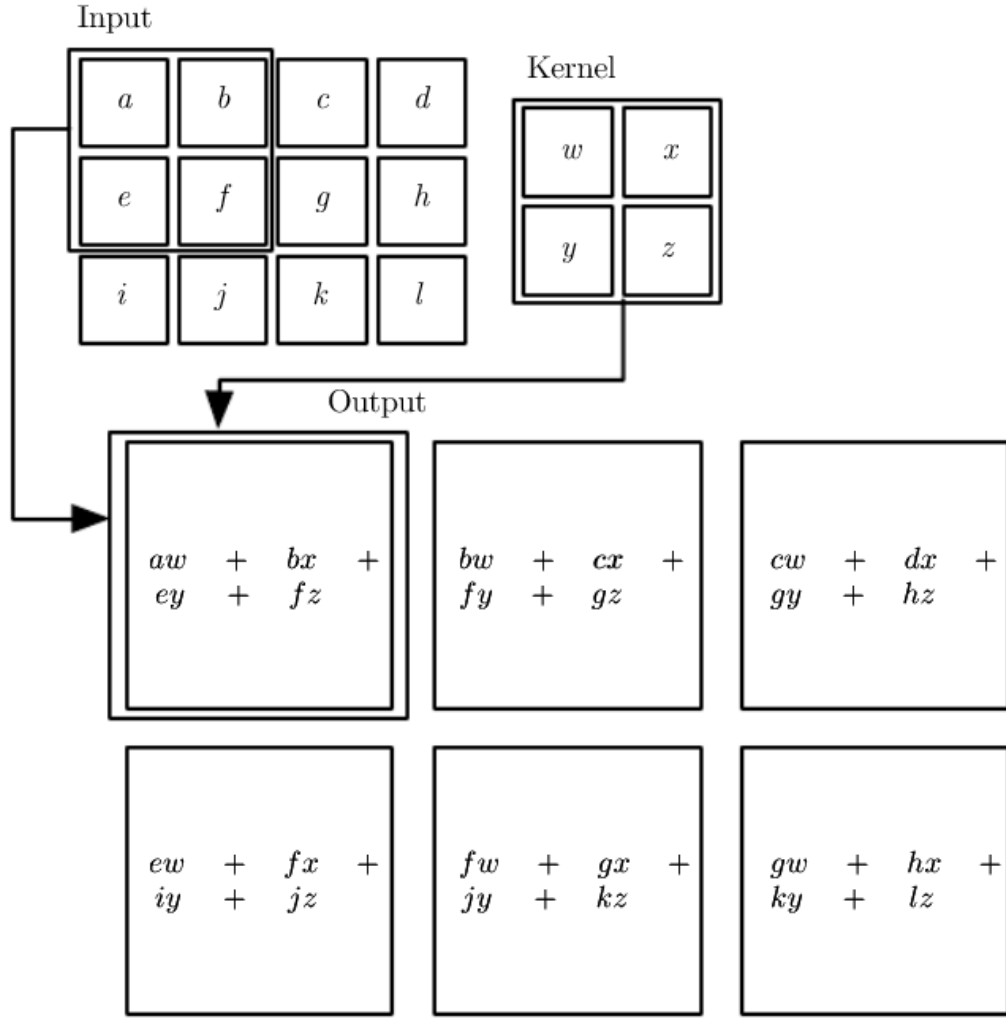 Input
a b c d
e f g h
i j k l
Kernel
w x
y z
Output
aw + bx +
ey + fz
bw + cx +
fy + gz
cw + dx +
gy + hz
ew + fx +
iy + jz
fw + gx +
jy + kz
gw + hx +
ky + lz